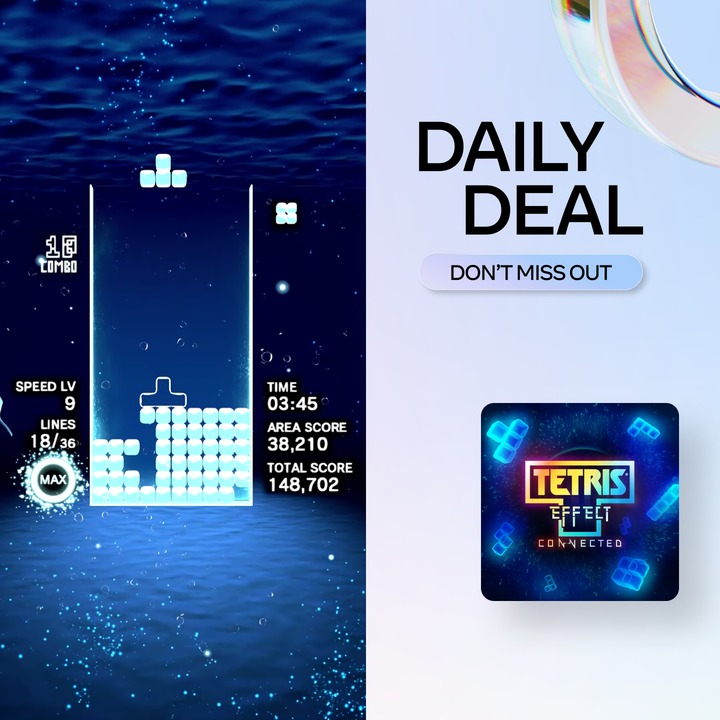 10
COMBO
SPEED LV
9
LINES
18/36
MAX
TIME
03:45
AREA SCORE
38,210
TOTAL SCORE
148,702
DAILY
DEAL
DON'T MISS OUT
TETRIS
EFFECT
CONNECTED